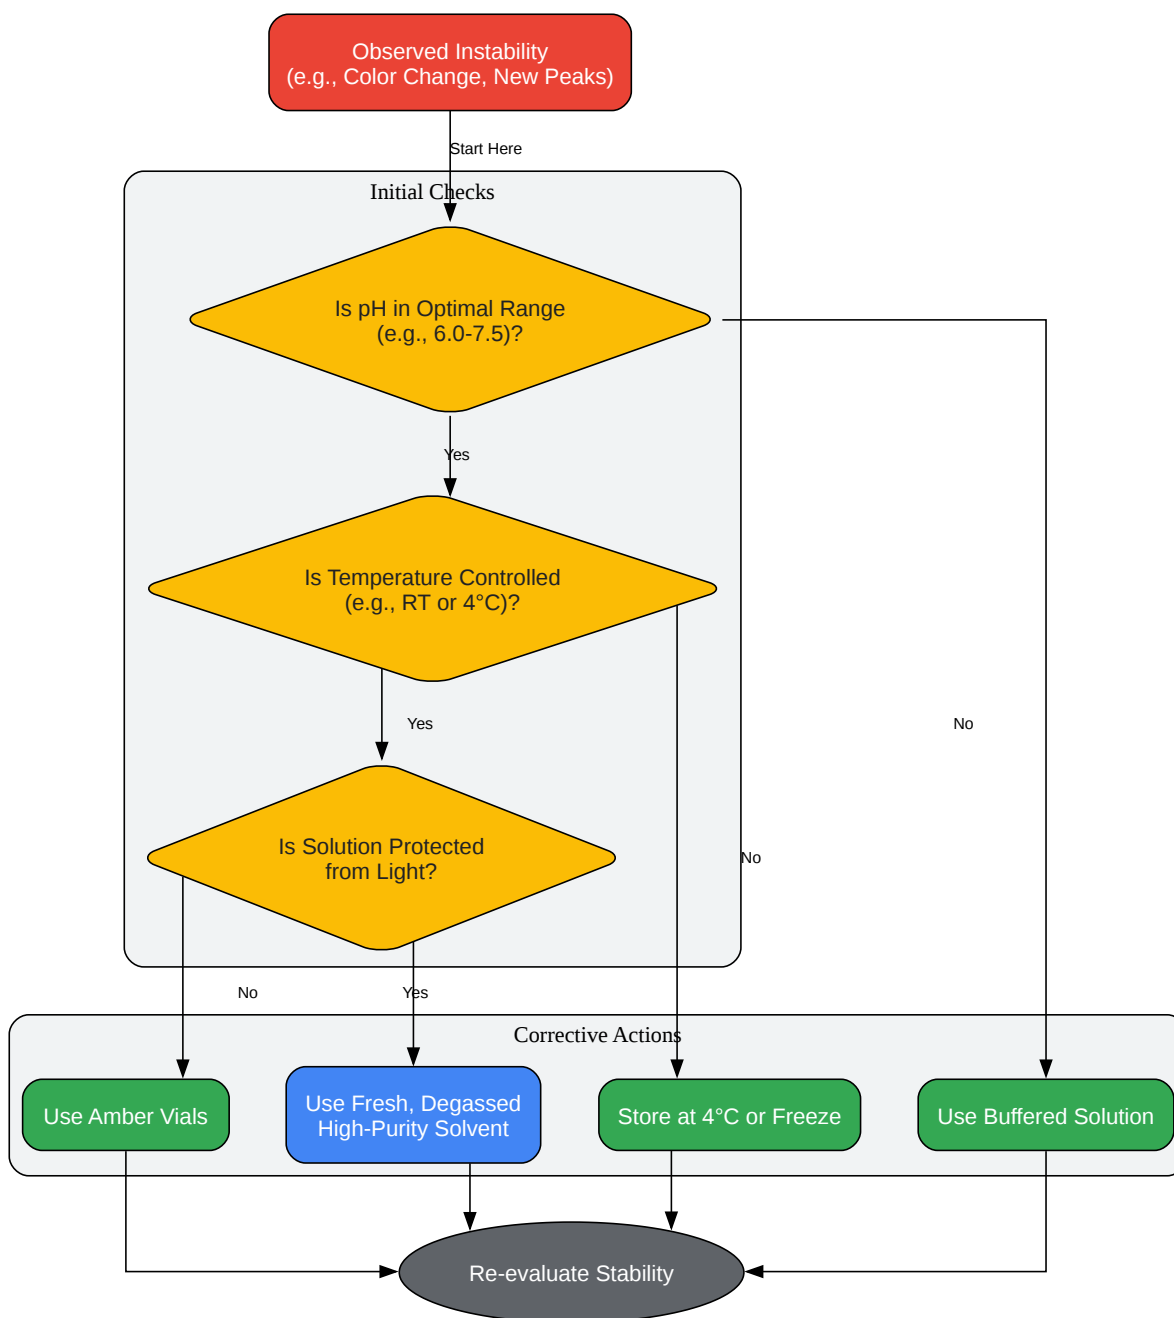 Observed Instability
(e.g., Color Change, New Peaks)
Start Here
Initial Checks
Is pH in Optimal Range
(e.g., 6.0-7.5)?
Yes
Is Temperature Controlled
(e.g., RT or 4°C)?
Yes
No
Is Solution Protected
from Light?
No
No
Yes
Corrective Actions
Use Amber Vials
Use Fresh, Degassed
High-Purity Solvent
Store at 4°C or Freeze
Use Buffered Solution
Re-evaluate Stability